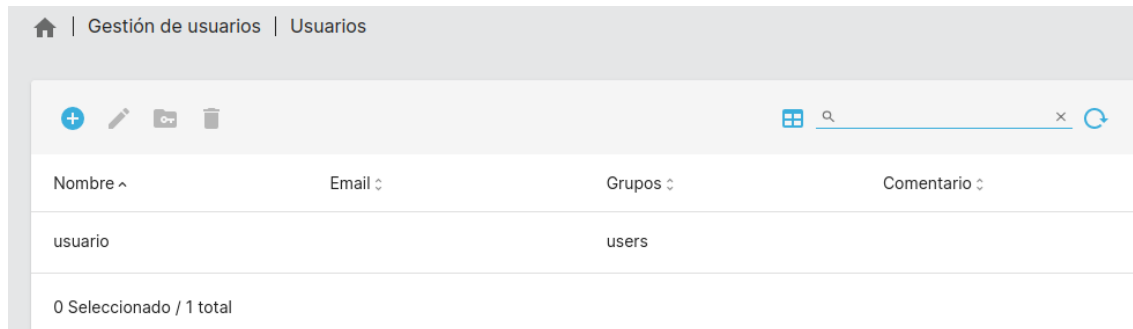 | Gestión de usuarios | Usuarios
Nombre Email Grupos Comentario
usuario users
0 Seleccionado / 1 total